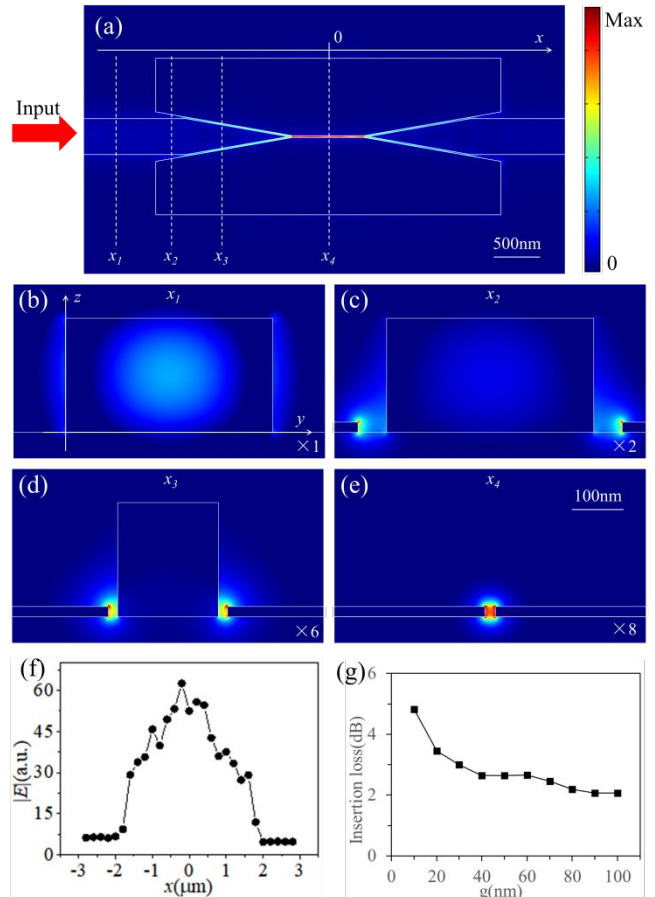 (a)
0
x
Max
Input
500nm
0
x1 x2 x3 x4
(b) z x1
y
×1
(c) x2
×2
(d) x3
×6
(e) x4
100nm
×8
(f)
60
45
30
15
0
|E|(a.u.)
-3 -2 -1 0 1 2 3
x(μm)
(g)
6
4
2
0
Insertion loss(dB)
0 20 40 60 80 100
g(nm)